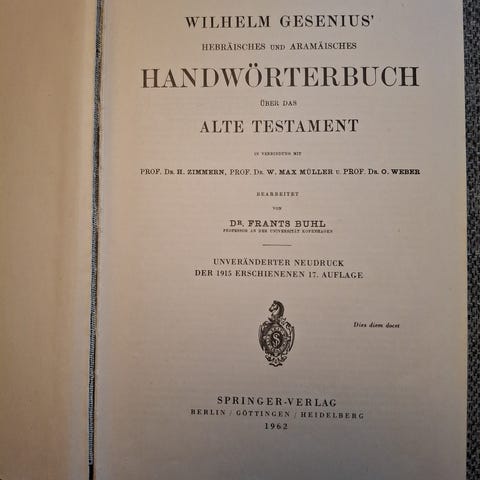 WILHELM GESENIUS'
HEBRÄISCHES UND ARAMÄISCHES
HANDWÖRTERBUCH
ÜBER DAS
ALTE TESTAMENT
IN VERBINDUNG MIT
PROF. DR. H. ZIMMERN, PROF. DR. W. MAX MÜLLER U. PROF. DR. O. WEBER
BEARBEITET
VON
DR. FRANTS BUHL
PROFESSOR AN DER UNIVERSITÄT KOPENHAGEN
UNVERÄNDERTER NEUDRUCK
DER 1915 ERSCHIENENEN 17. AUFLAGE
Dies diem docet
S
SPRINGER-VERLAG
BERLIN / GÖTTINGEN / HEIDELBERG
1962